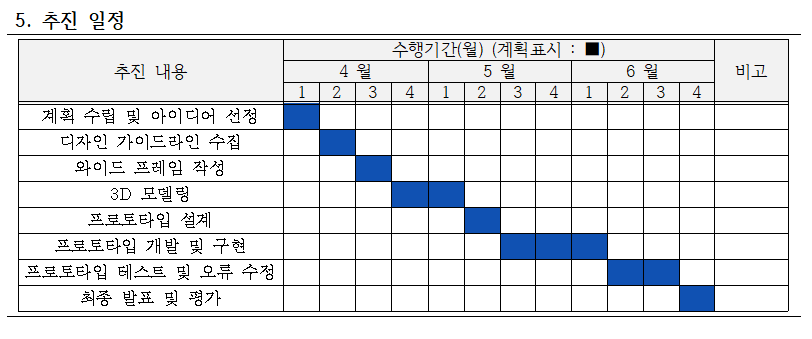 5. 추진 일정
추진 내용
수행기간(월) (계획표시 : ■)
비고
4 월 5 월 6 월
1 2 3 4 1 2 3 4 1 2 3 4
계획 수립 및 아이디어 선정
디자인 가이드라인 수집
와이드 프레임 작성
3D 모델링
프로토타입 설계
프로토타입 개발 및 구현
프로토타입 테스트 및 오류 수정
최종 발표 및 평가